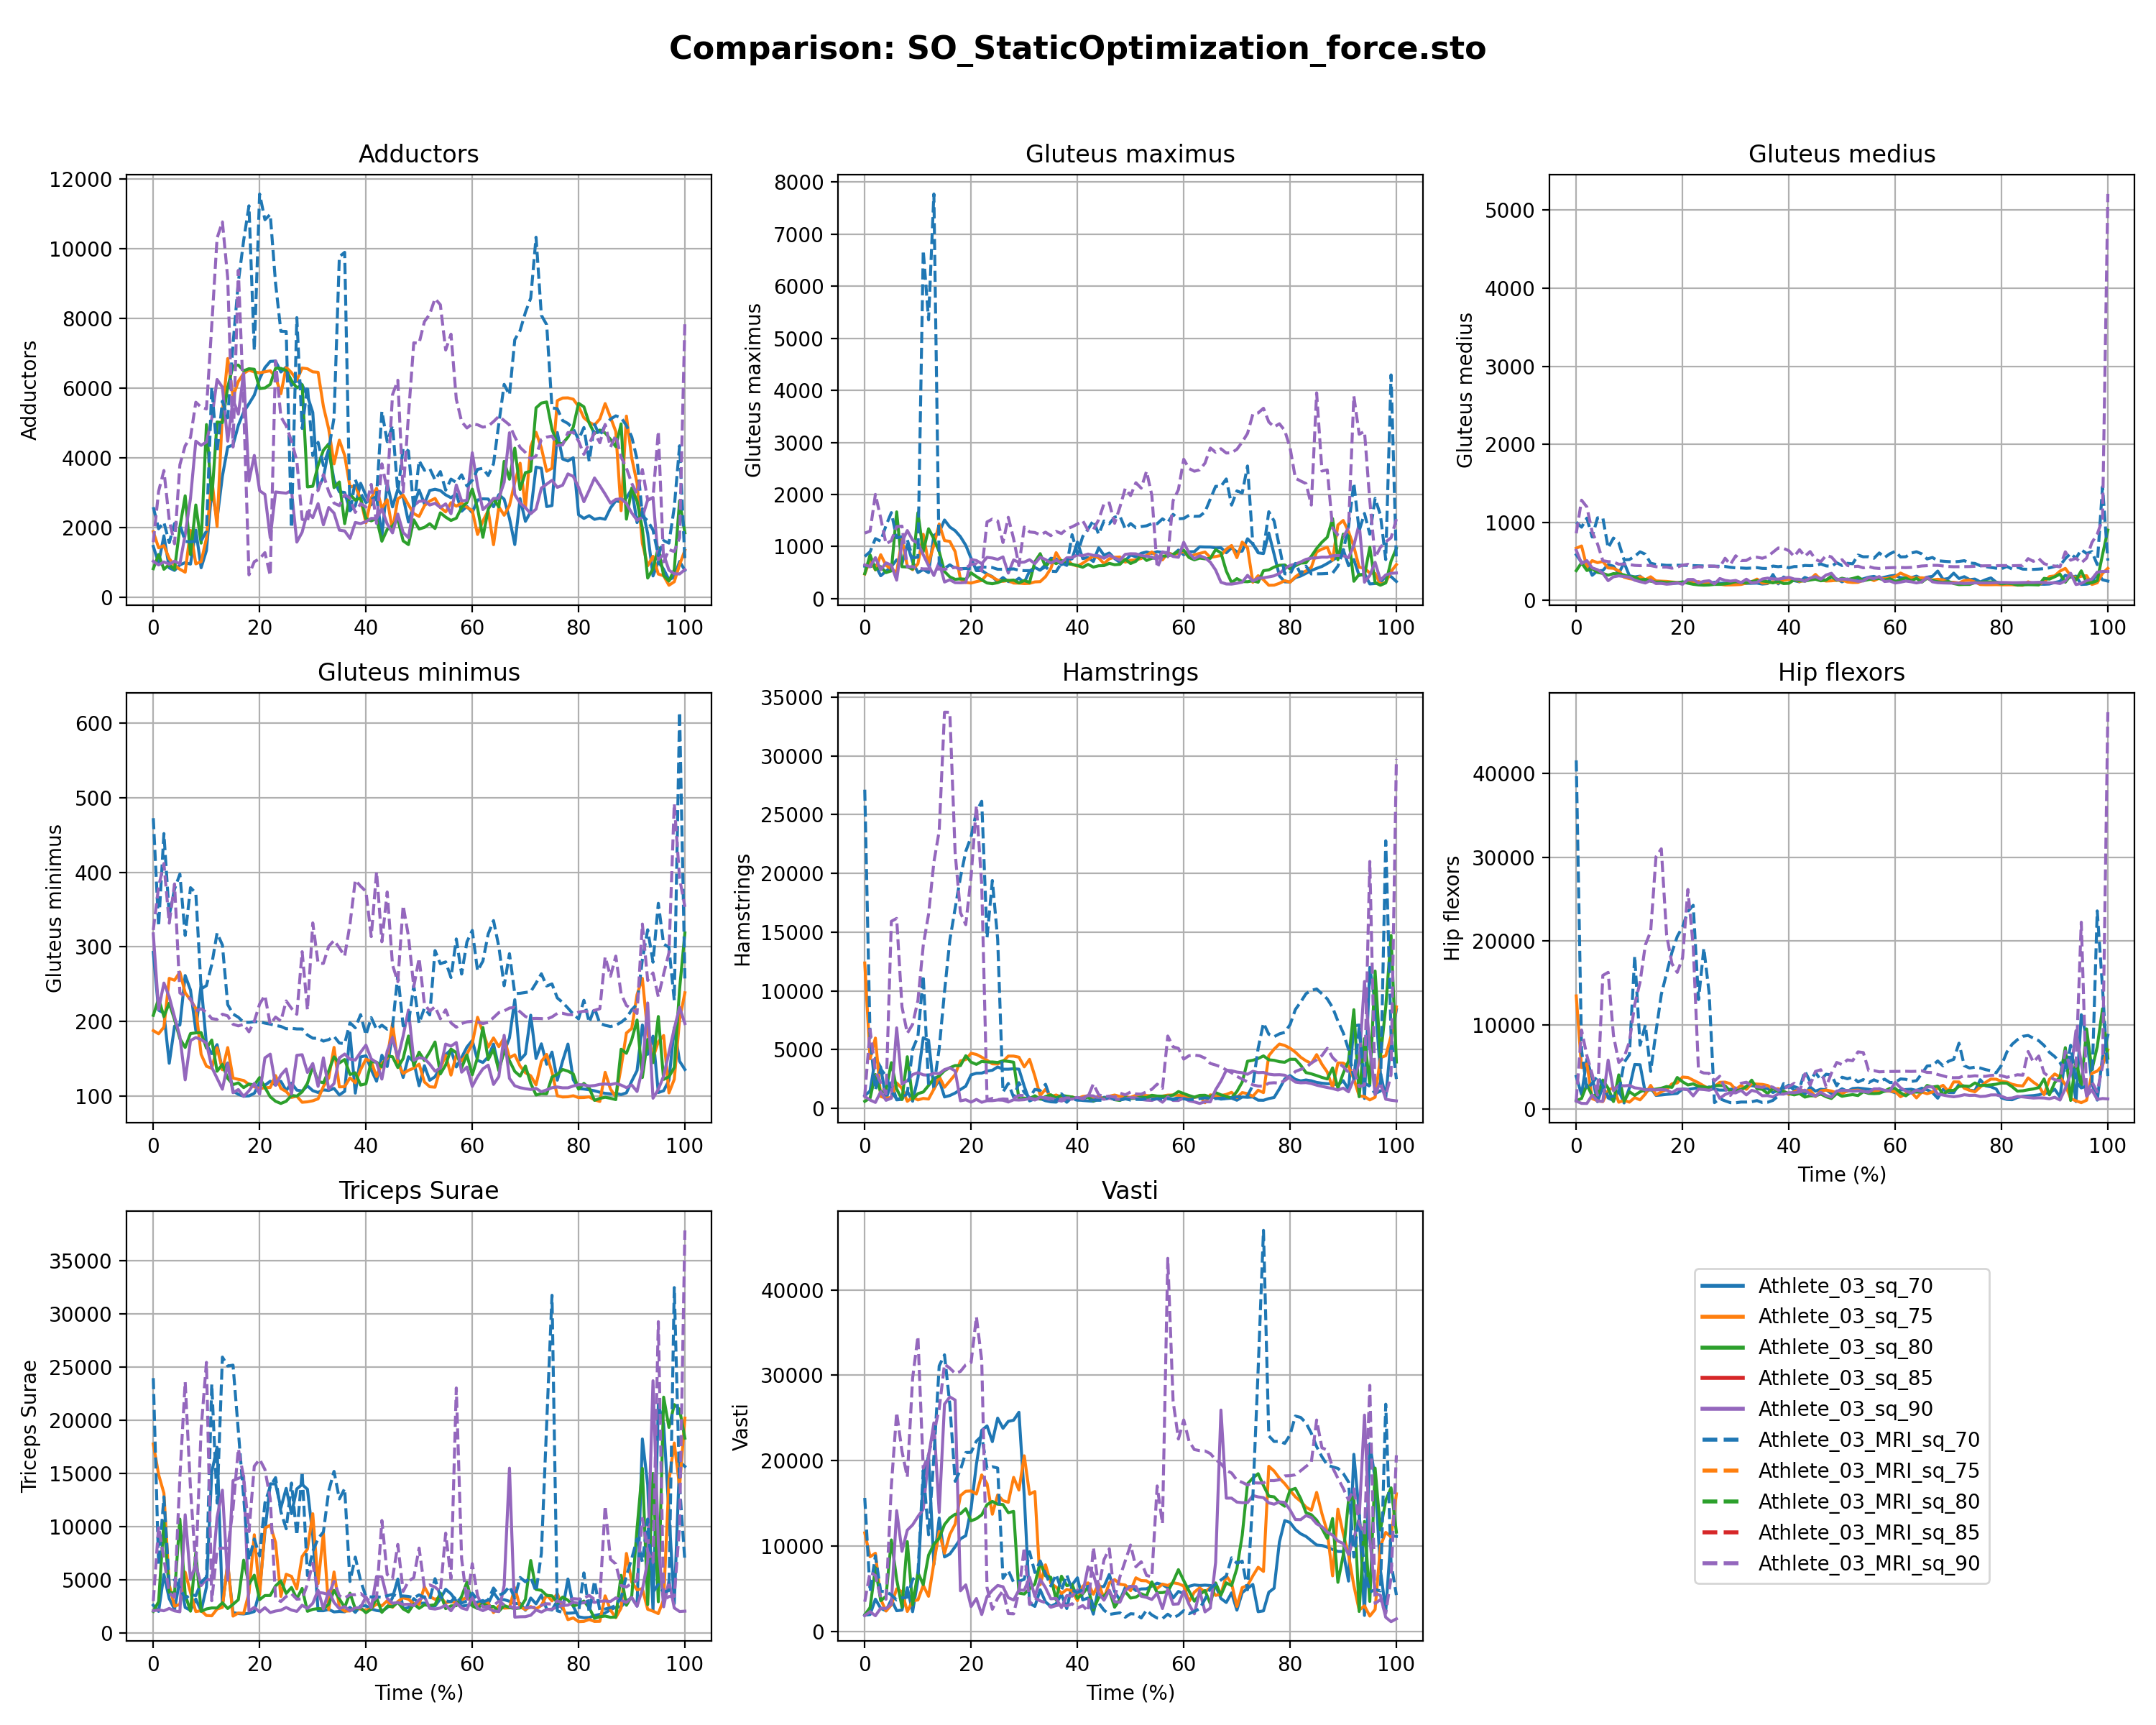 Comparison: SO_StaticOptimization_force.sto
Adductors
Gluteus maximus
Gluteus medius
Adductors
12000
10000
8000
6000
4000
2000
0
0 20 40 60 80 100
Gluteus maximus
8000
7000
6000
5000
4000
3000
2000
1000
0
0 20 40 60 80 100
Gluteus medius
5000
4000
3000
2000
1000
0
0 20 40 60 80 100
Gluteus minimus
Hamstrings
Hip flexors
Gluteus minimus
600
500
400
300
200
100
0 20 40 60 80 100
Hamstrings
35000
30000
25000
20000
15000
10000
5000
0
0 20 40 60 80 100
Hip flexors
40000
30000
20000
10000
0
0 20 40 60 80 100
Time (%)
Triceps Surae
Vasti
Triceps Surae
35000
30000
25000
20000
15000
10000
5000
0
0 20 40 60 80 100
Time (%)
Vasti
40000
30000
20000
10000
0
0 20 40 60 80 100
Time (%)
Athlete_03_sq_70
Athlete_03_sq_75
Athlete_03_sq_80
Athlete_03_sq_85
Athlete_03_sq_90
Athlete_03_MRI_sq_70
Athlete_03_MRI_sq_75
Athlete_03_MRI_sq_80
Athlete_03_MRI_sq_85
Athlete_03_MRI_sq_90